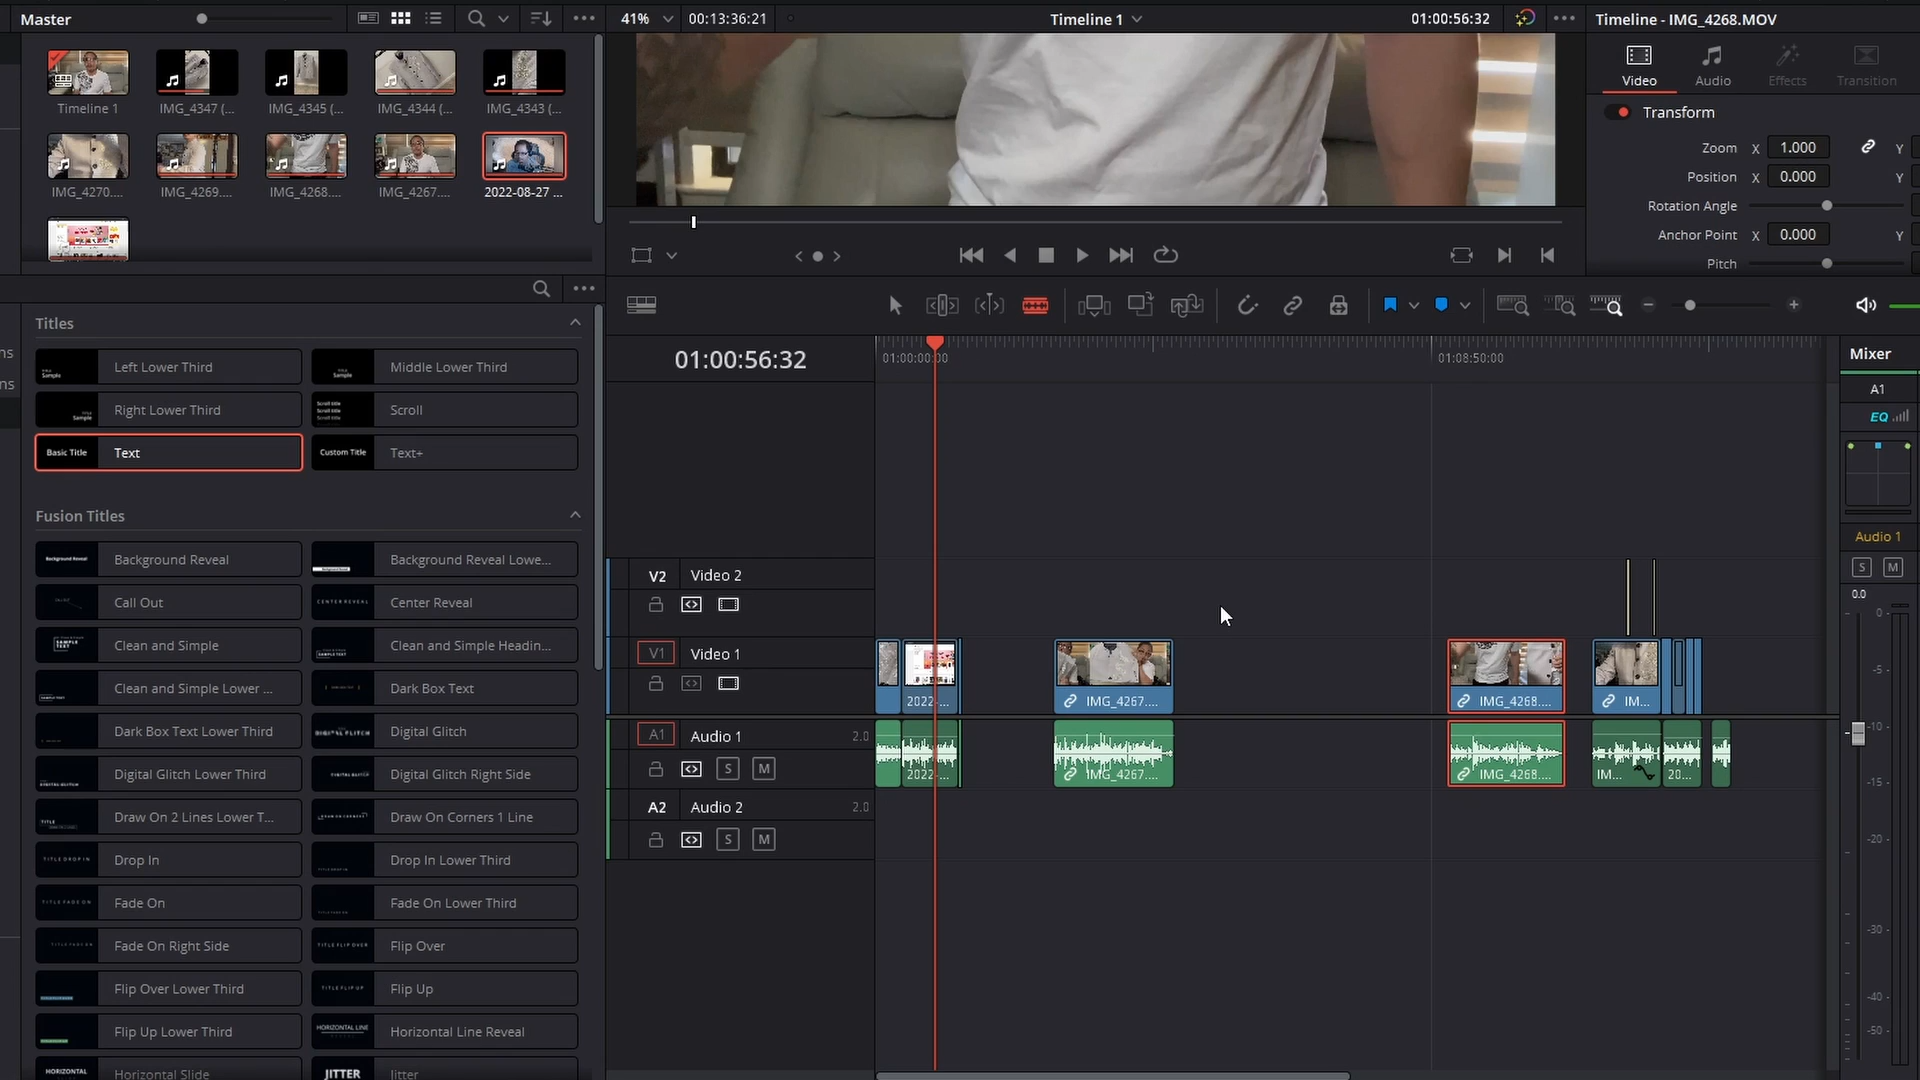 Master
41%
00:13:36:21
Timeline 1
01:00:56:32
Timeline - IMG_4268.MOV
Timeline 1
IMG_4347 (...
IMG_4345 (...
IMG_4344 (...
IMG_4343 (...
IMG_4270....
IMG_4269....
IMG_4268....
IMG_4267....
2022-08-27 ...
Video
Audio
Effects
Transition
Transform
Zoom X 1.000 Y
Position X 0.000 Y
Rotation Angle
Anchor Point X 0.000 Y
Pitch
Titles
Left Lower Third
Middle Lower Third
Right Lower Third
Scroll
Basic Title
Text
Custom Title
Text+
Fusion Titles
Background Reveal
Background Reveal Lowe...
Call Out
Center Reveal
Clean and Simple
Clean and Simple Headin...
Clean and Simple Lower ...
Dark Box Text
Dark Box Text Lower Third
Digital Glitch
Digital Glitch Lower Third
Digital Glitch Right Side
Draw On 2 Lines Lower T...
Draw On Corners 1 Line
Drop In
Drop In Lower Third
Fade On
Fade On Lower Third
Fade On Right Side
Flip Over
Flip Over Lower Third
Flip Up
Flip Up Lower Third
HORIZONTAL LINE
Horizontal Line Reveal
HORIZONTAL
Horizontal Slide
JITTER
Jitter
01:00:56:32
01:00:00:00
01:08:50:00
V2 Video 2
V1 Video 1
2022-...
IMG_4267....
IMG_4268....
IM...
A1 Audio 1 2.0
S M
2022-...
IMG_4267....
IMG_4268....
IM...
20...
A2 Audio 2 2.0
S M
Mixer
A1
EQ
Audio 1
S M
0.0
0
-5
-10
-15
-20
-30
-40
-50